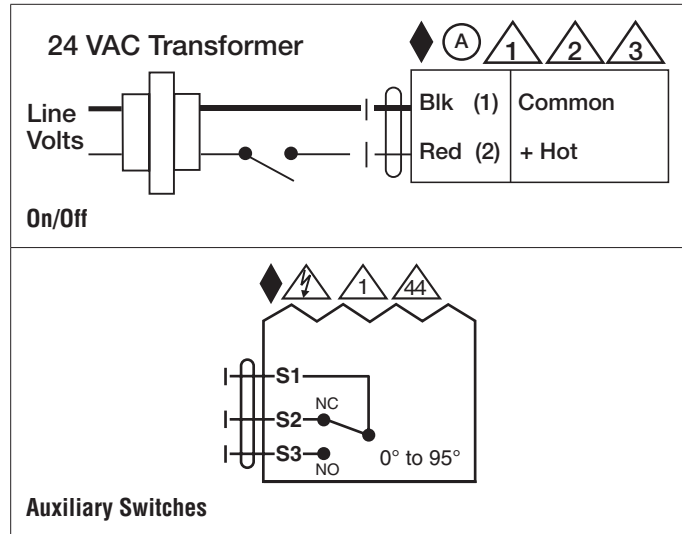 24 VAC Transformer
A 1 2 3
Line Volts
Blk (1) Common
Red (2) + Hot
On/Off
1 44
S1
NC
S2
S3
NO
0° to 95°
Auxiliary Switches